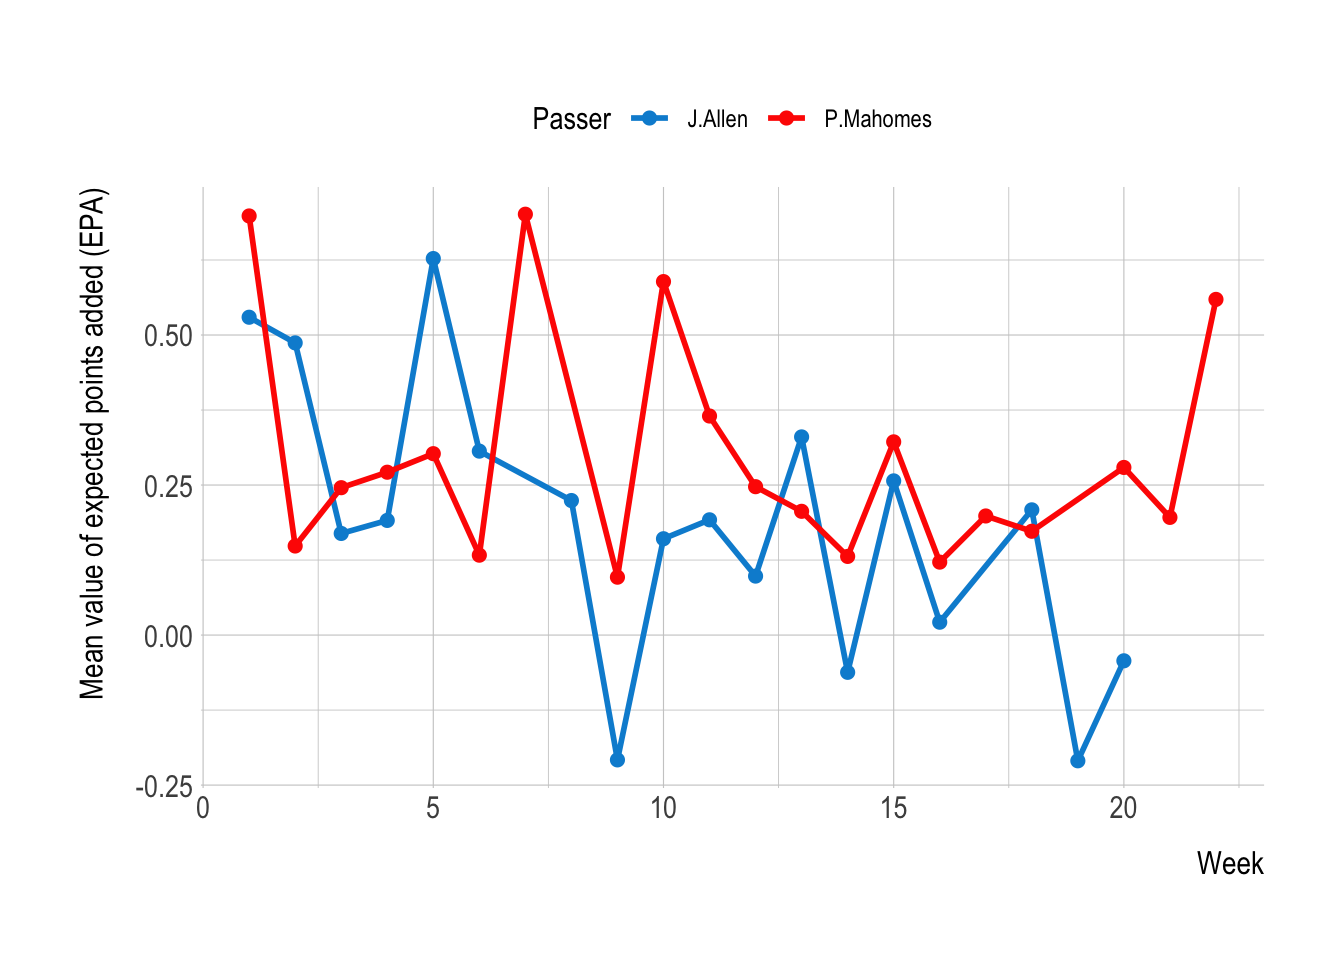 Passer J.Allen P.Mahomes
Mean value of expected points added (EPA)
0.50
0.25
0.00
-0.25
0 5 10 15 20
Week